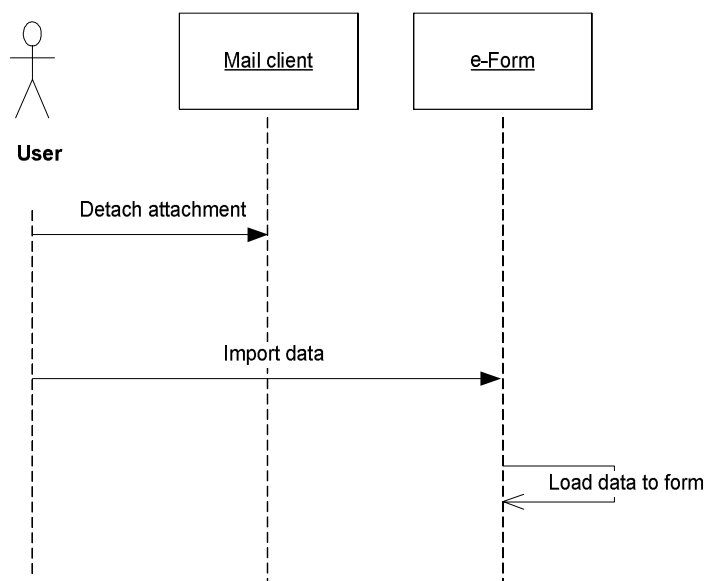 Mail client
e-Form
User
Detach attachment
Import data
Load data to form